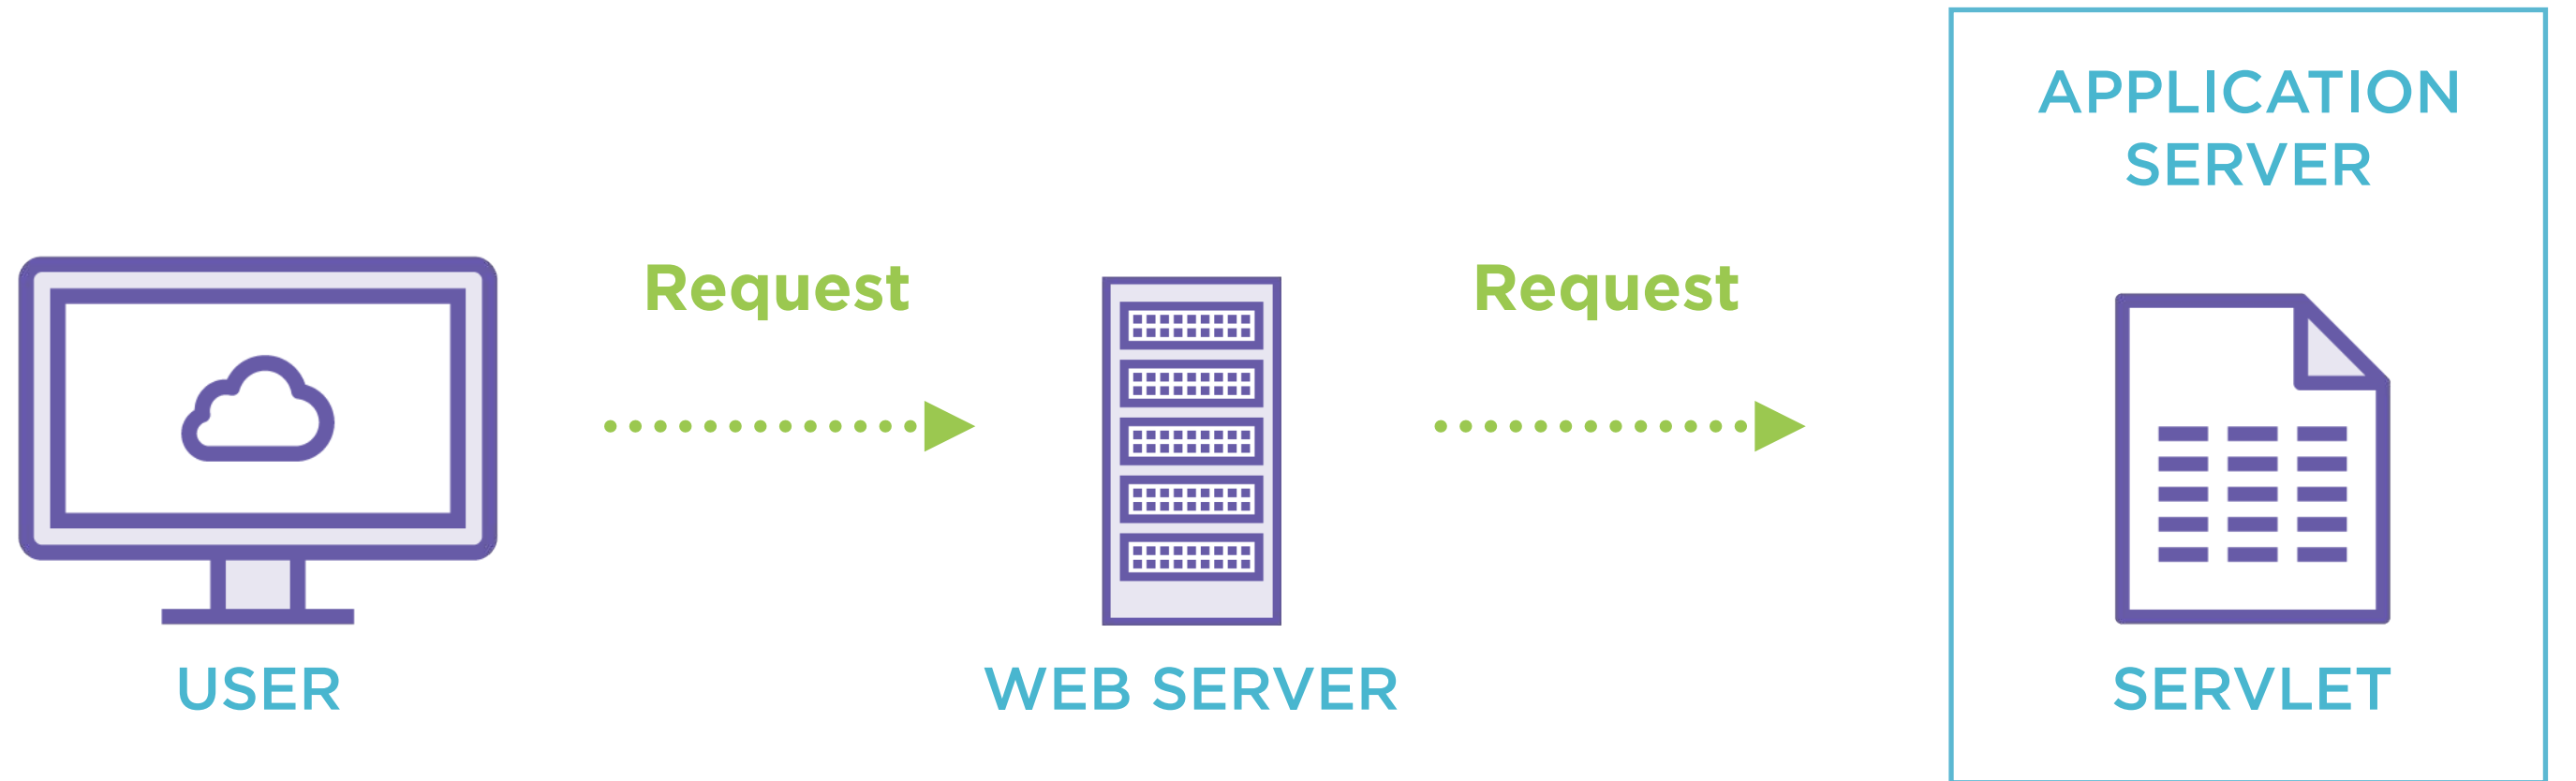 APPLICATION
SERVER
Request
Request
USER
WEB SERVER
SERVLET